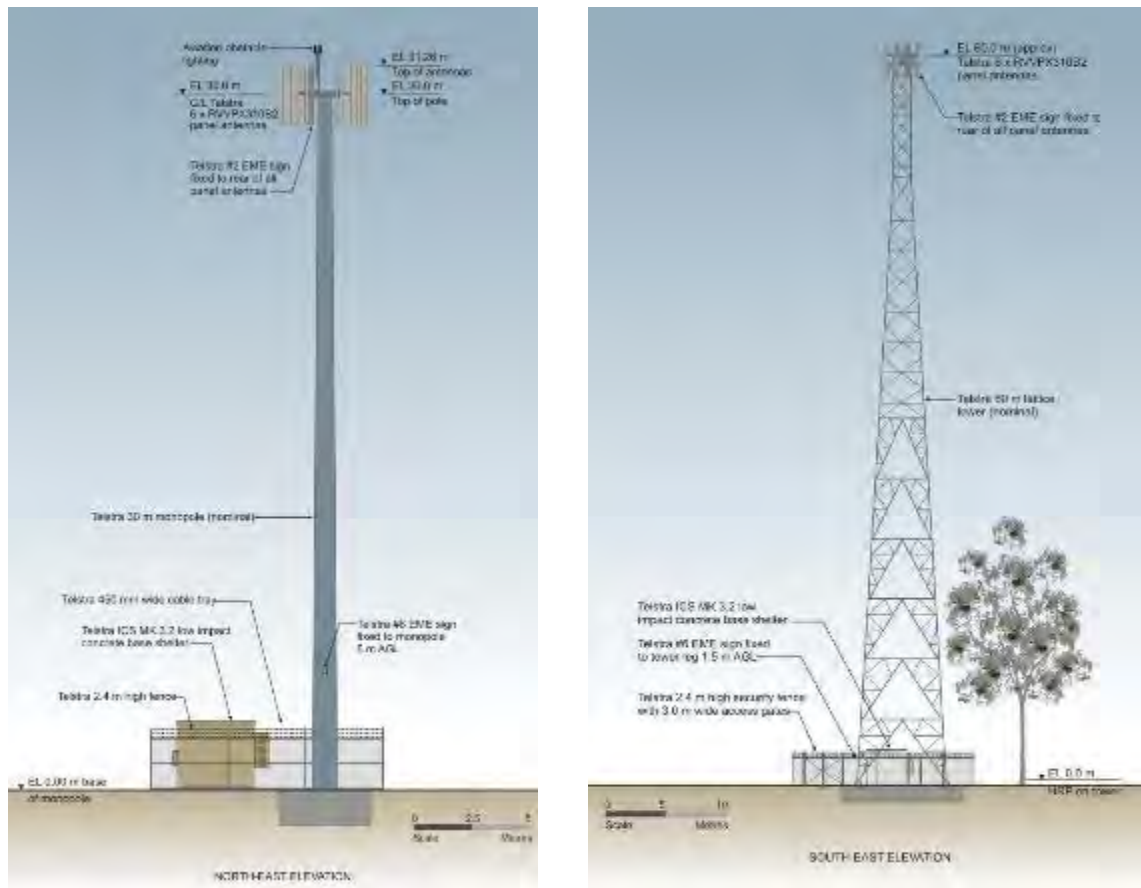 Aviation obstacle
lighting
EL 31.26 m
Top of antennas
EL 30.0 m
C/L Telstra
6 x RVVPX310B2
panel antennas
EL 30.0 m
Top of pole
Telstra #2 EME sign
fixed to rear of all
panel antennas
Telstra 30 m monopole (nominal)
Telstra 450 mm wide cable tray
Telstra ICS MK 3.2 low impact
concrete base shelter
Telstra #6 EME sign
fixed to monopole
5 m AGL
Telstra 2.4 m high fence
EL 0.00 m base
of monopole
0 2.5 5
Scale Metres
NORTH-EAST ELEVATION
EL 60.0 m (approx)
Telstra 6 x RVVPX310B2
panel antennas
Telstra #2 EME sign fixed to
rear of all panel antennas
Telstra 60 m lattice
tower (nominal)
Telstra ICS MK 3.2 low
impact concrete base shelter
Telstra #6 EME sign fixed
to tower leg 1.5 m AGL
Telstra 2.4 m high security fence
with 3.0 m wide access gates
EL 0.0 m
on tower
0 5 10
Scale Metres
SOUTH-EAST ELEVATION